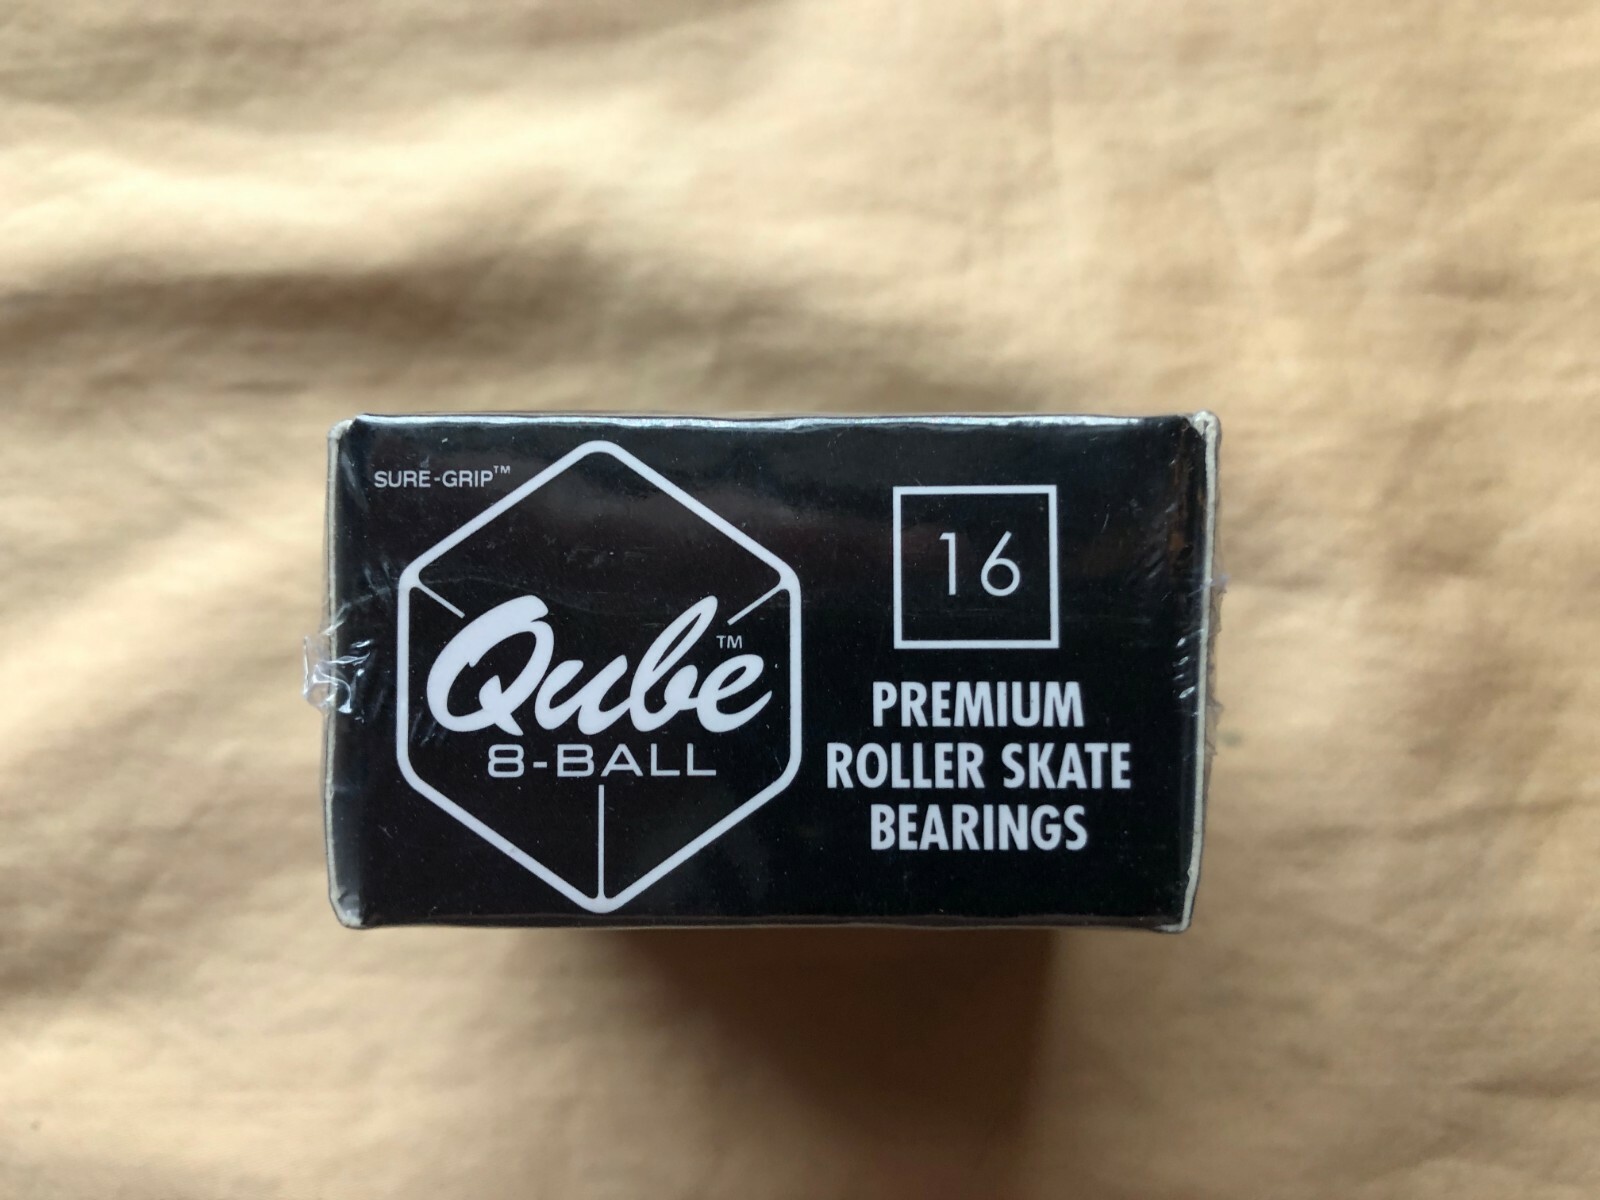 SURE-GRIP™
Qube™
8-BALL
16
PREMIUM
ROLLER SKATE
BEARINGS